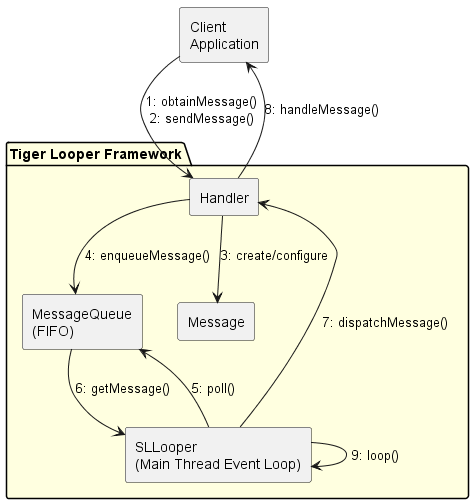 Client
Application
1: obtainMessage()
2: sendMessage()
8: handleMessage()
Tiger Looper Framework
Handler
4: enqueueMessage()
3: create/configure
MessageQueue
(FIFO)
Message
7: dispatchMessage()
6: getMessage()
5: poll()
SLLooper
(Main Thread Event Loop)
9: loop()